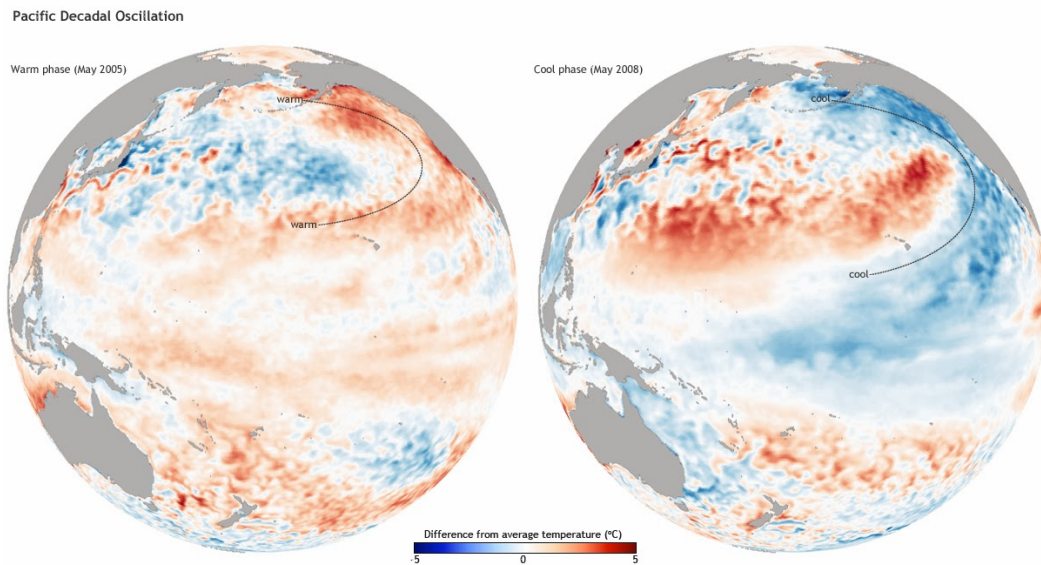 Pacific Decadal Oscillation
Warm phase (May 2005)
Cool phase (May 2008)
warm
warm
cool
cool
Difference from average temperature (°C)
-5 0 5